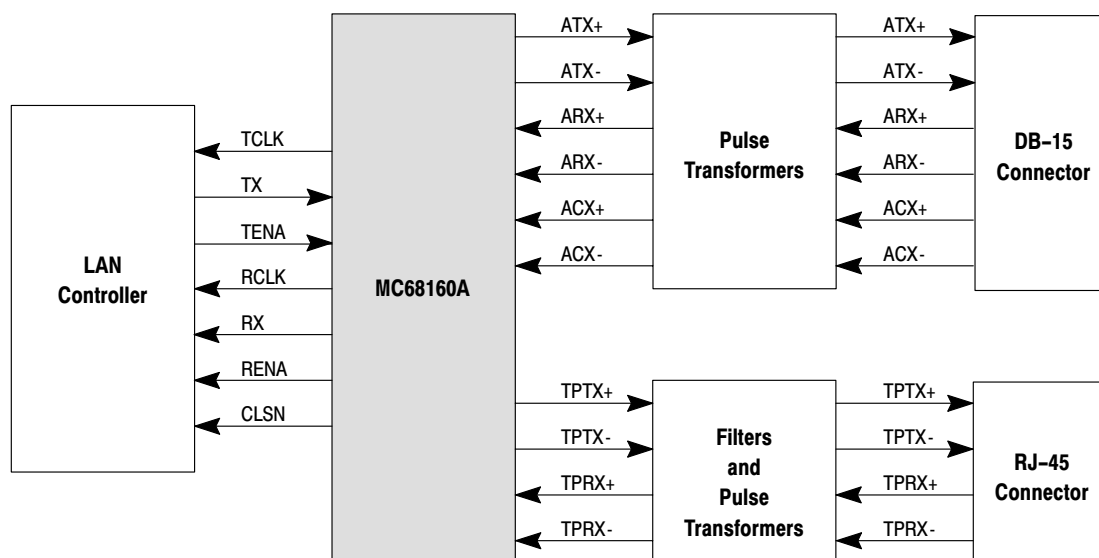 LAN
Controller
TCLK
TX
TENA
RCLK
RX
RENA
CLSN
MC68160A
ATX+
ATX-
ARX+
ARX-
ACX+
ACX-
Pulse
Transformers
ATX+
ATX-
ARX+
ARX-
ACX+
ACX-
DB-15
Connector
TPTX+
TPTX-
TPRX+
TPRX-
Filters
and
Pulse
Transformers
TPTX+
TPTX-
TPRX+
TPRX-
RJ-45
Connector